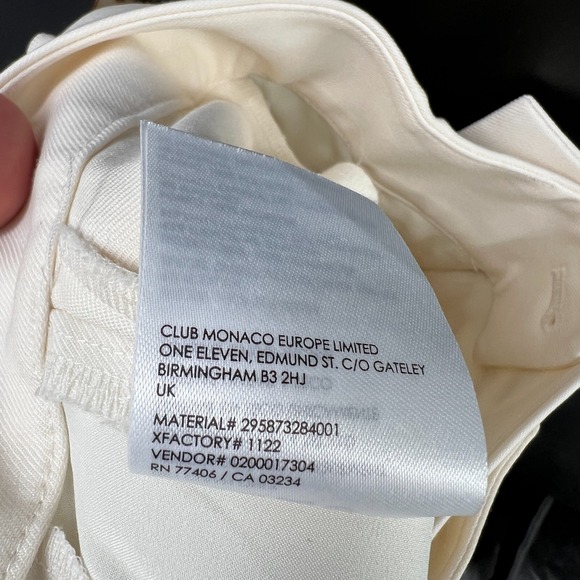 CLUB MONACO EUROPE LIMITED
ONE ELEVEN, EDMUND ST. C/O GATELEY
BIRMINGHAM B3 2HJ
UK
MATERIAL# 295873284001
XFACTORY# 1122
VENDOR# 0200017304
RN 77406 / CA 03234